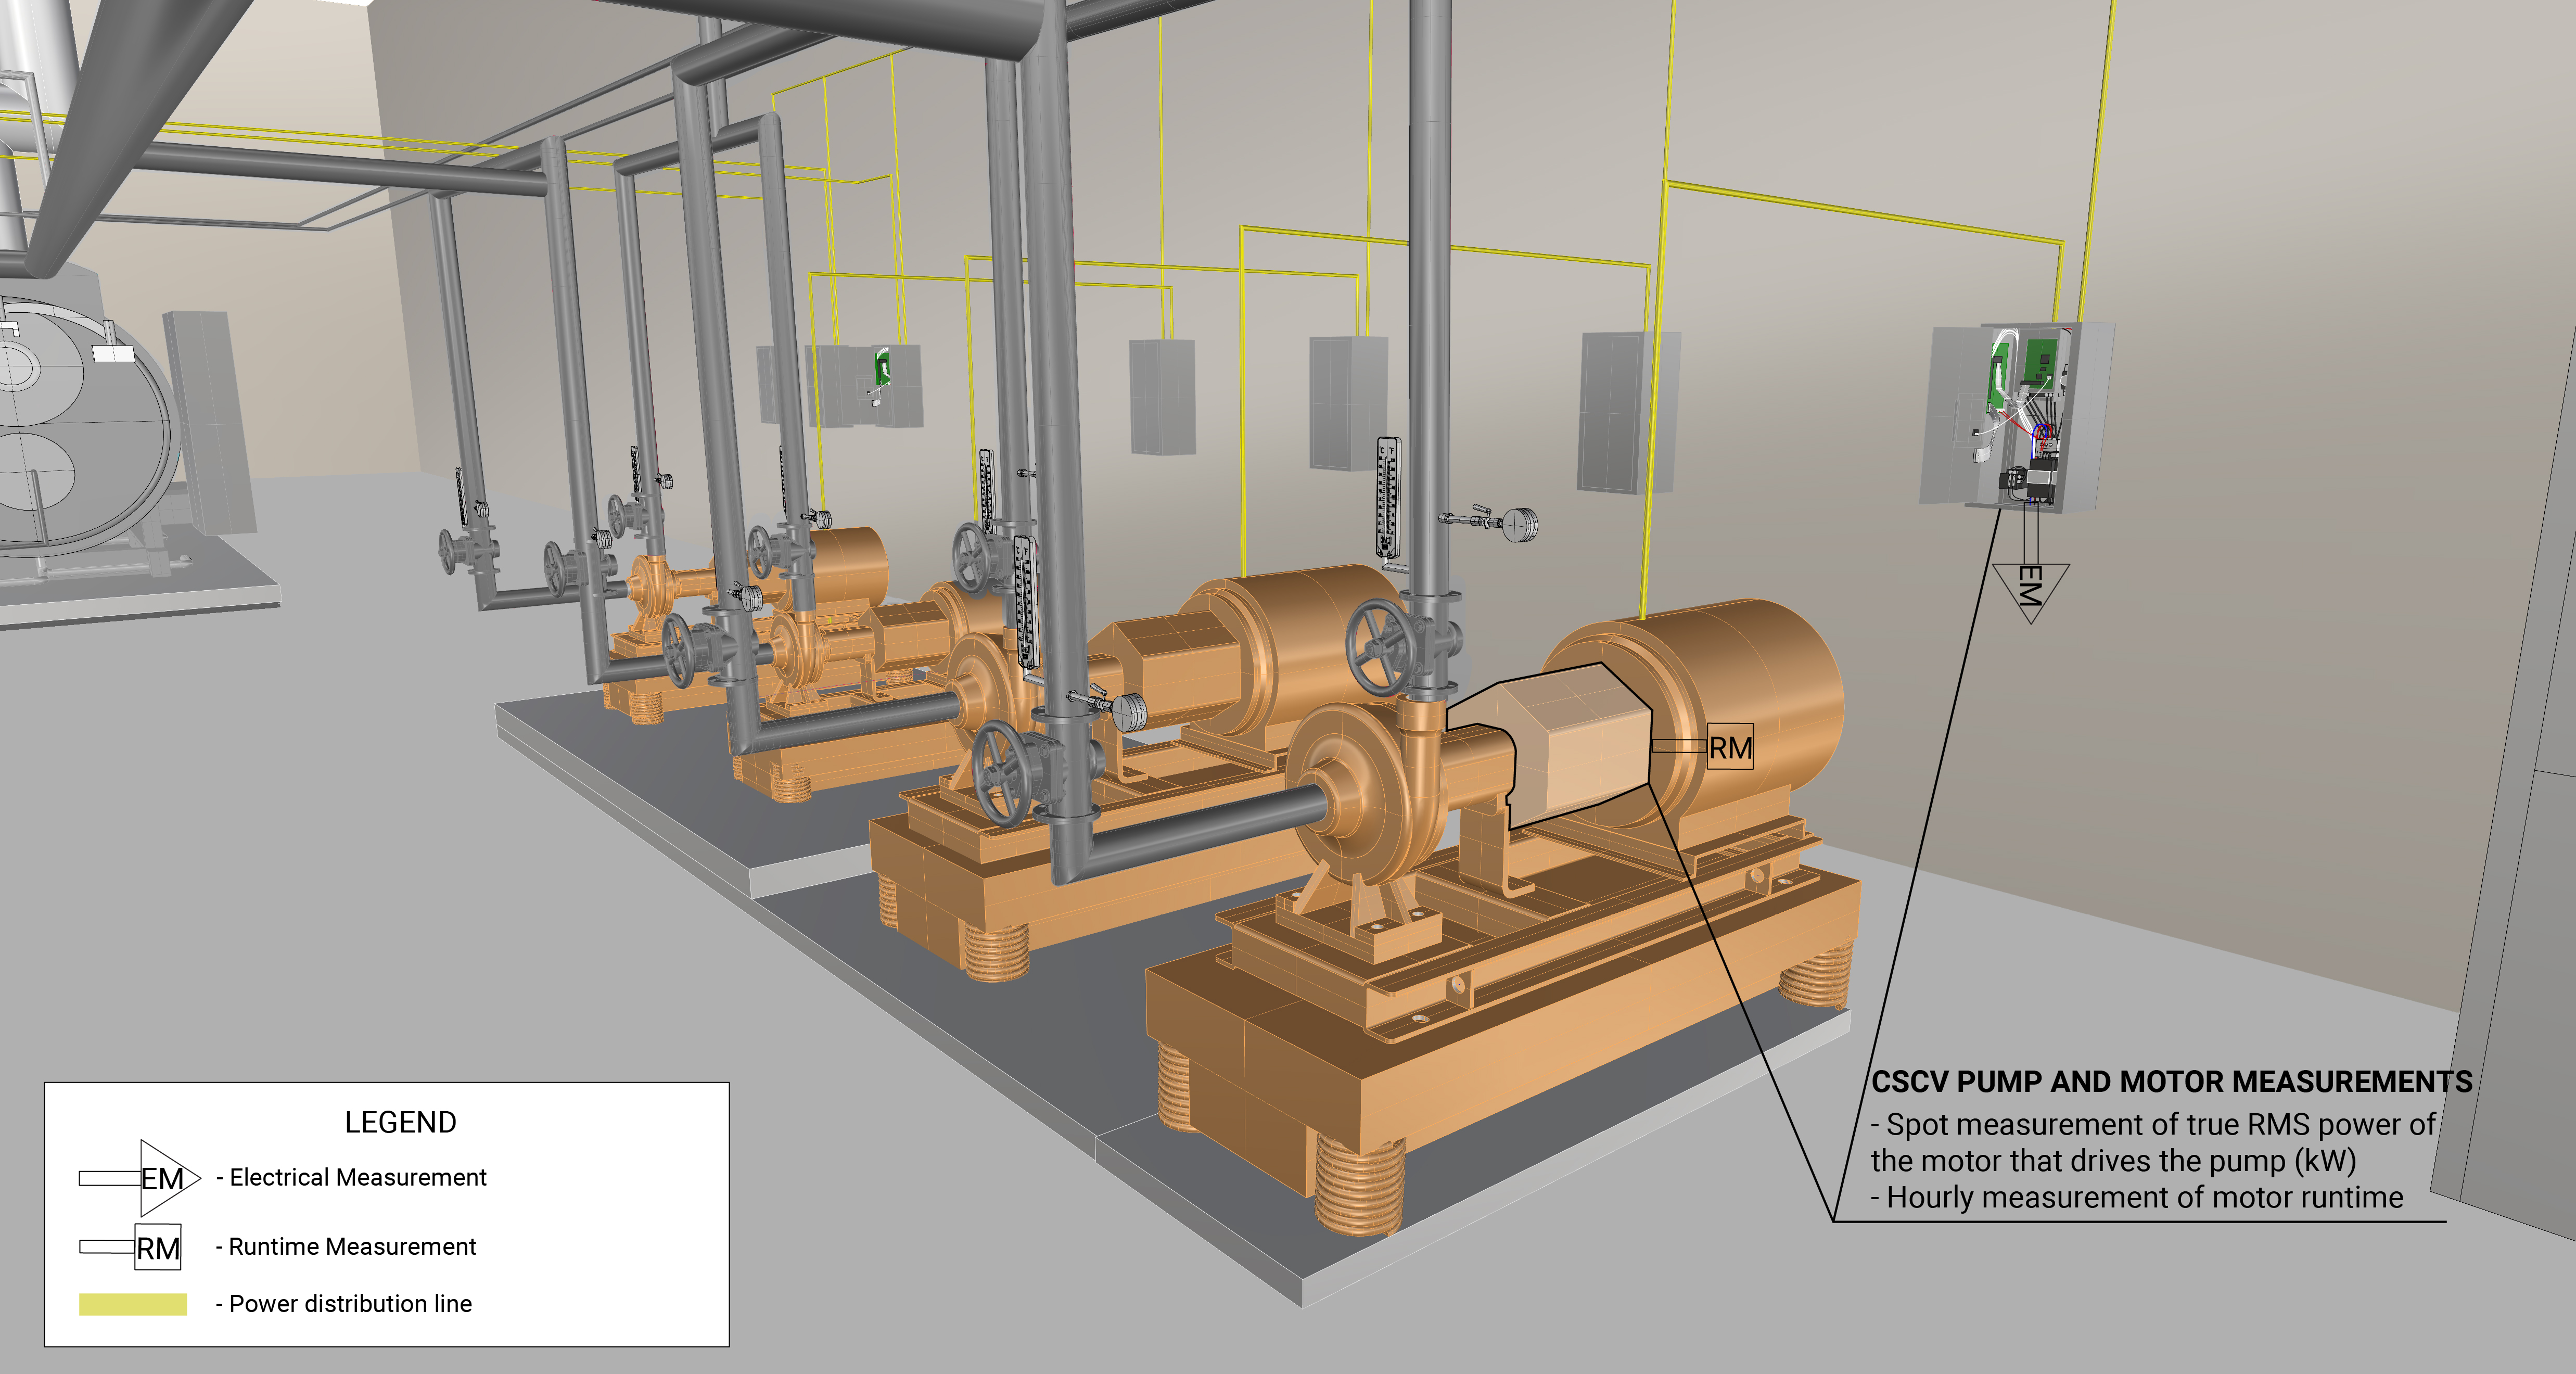 RM
EM
CSCV PUMP AND MOTOR MEASUREMENTS
- Spot measurement of true RMS power of
the motor that drives the pump (kW)
- Hourly measurement of motor runtime
LEGEND
EM - Electrical Measurement
RM - Runtime Measurement
- Power distribution line